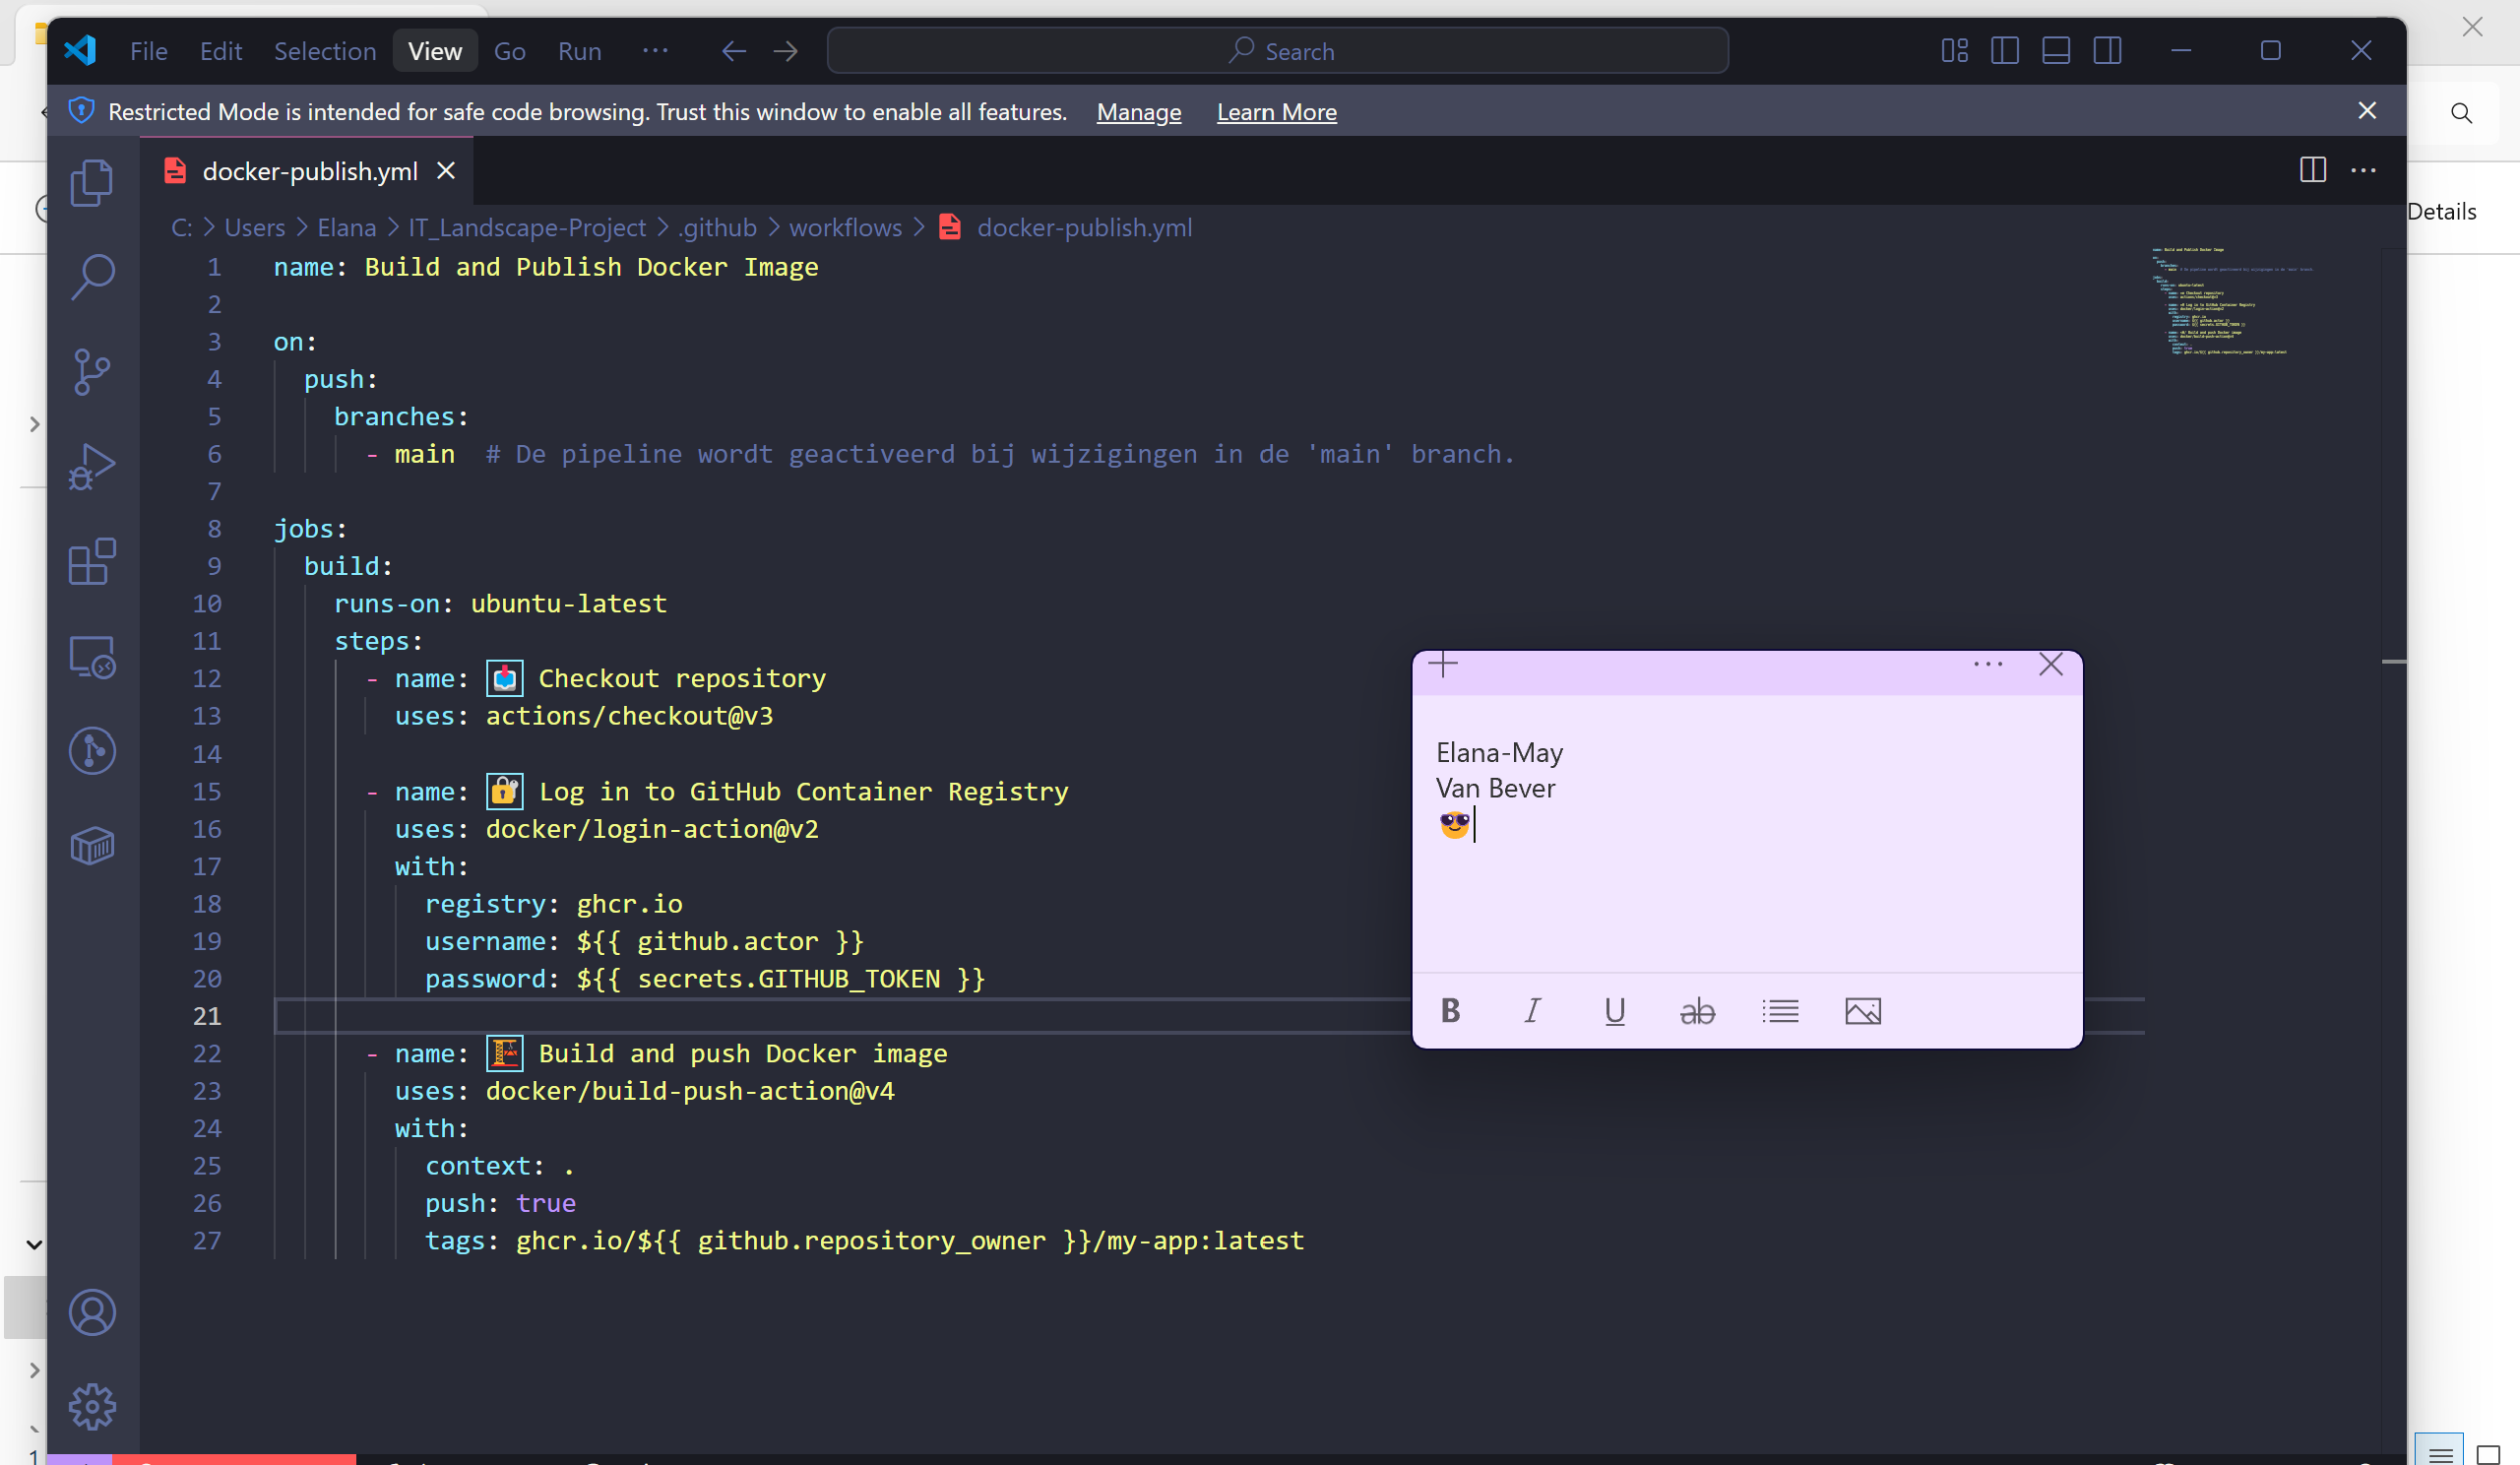 File Edit Selection View Go Run ··· Search
Restricted Mode is intended for safe code browsing. Trust this window to enable all features. Manage Learn More
docker-publish.yml
Details
C: > Users > Elana > IT_Landscape-Project > .github > workflows > docker-publish.yml
1 name: Build and Publish Docker Image
2
3 on:
4 push:
5 branches:
6 - main # De pipeline wordt geactiveerd bij wijzigingen in de 'main' branch.
7
8 jobs:
9 build:
10 runs-on: ubuntu-latest
11 steps:
12 - name: 📥 Checkout repository
13 uses: actions/checkout@v3
14
15 - name: 🔐 Log in to GitHub Container Registry
16 uses: docker/login-action@v2
17 with:
18 registry: ghcr.io
19 username: ${{ github.actor }}
20 password: ${{ secrets.GITHUB_TOKEN }}
21
22 - name: 🏗 Build and push Docker image
23 uses: docker/build-push-action@v4
24 with:
25 context: .
26 push: true
27 tags: ghcr.io/${{ github.repository_owner }}/my-app:latest
Elana-May
Van Bever
😎
B I U ab